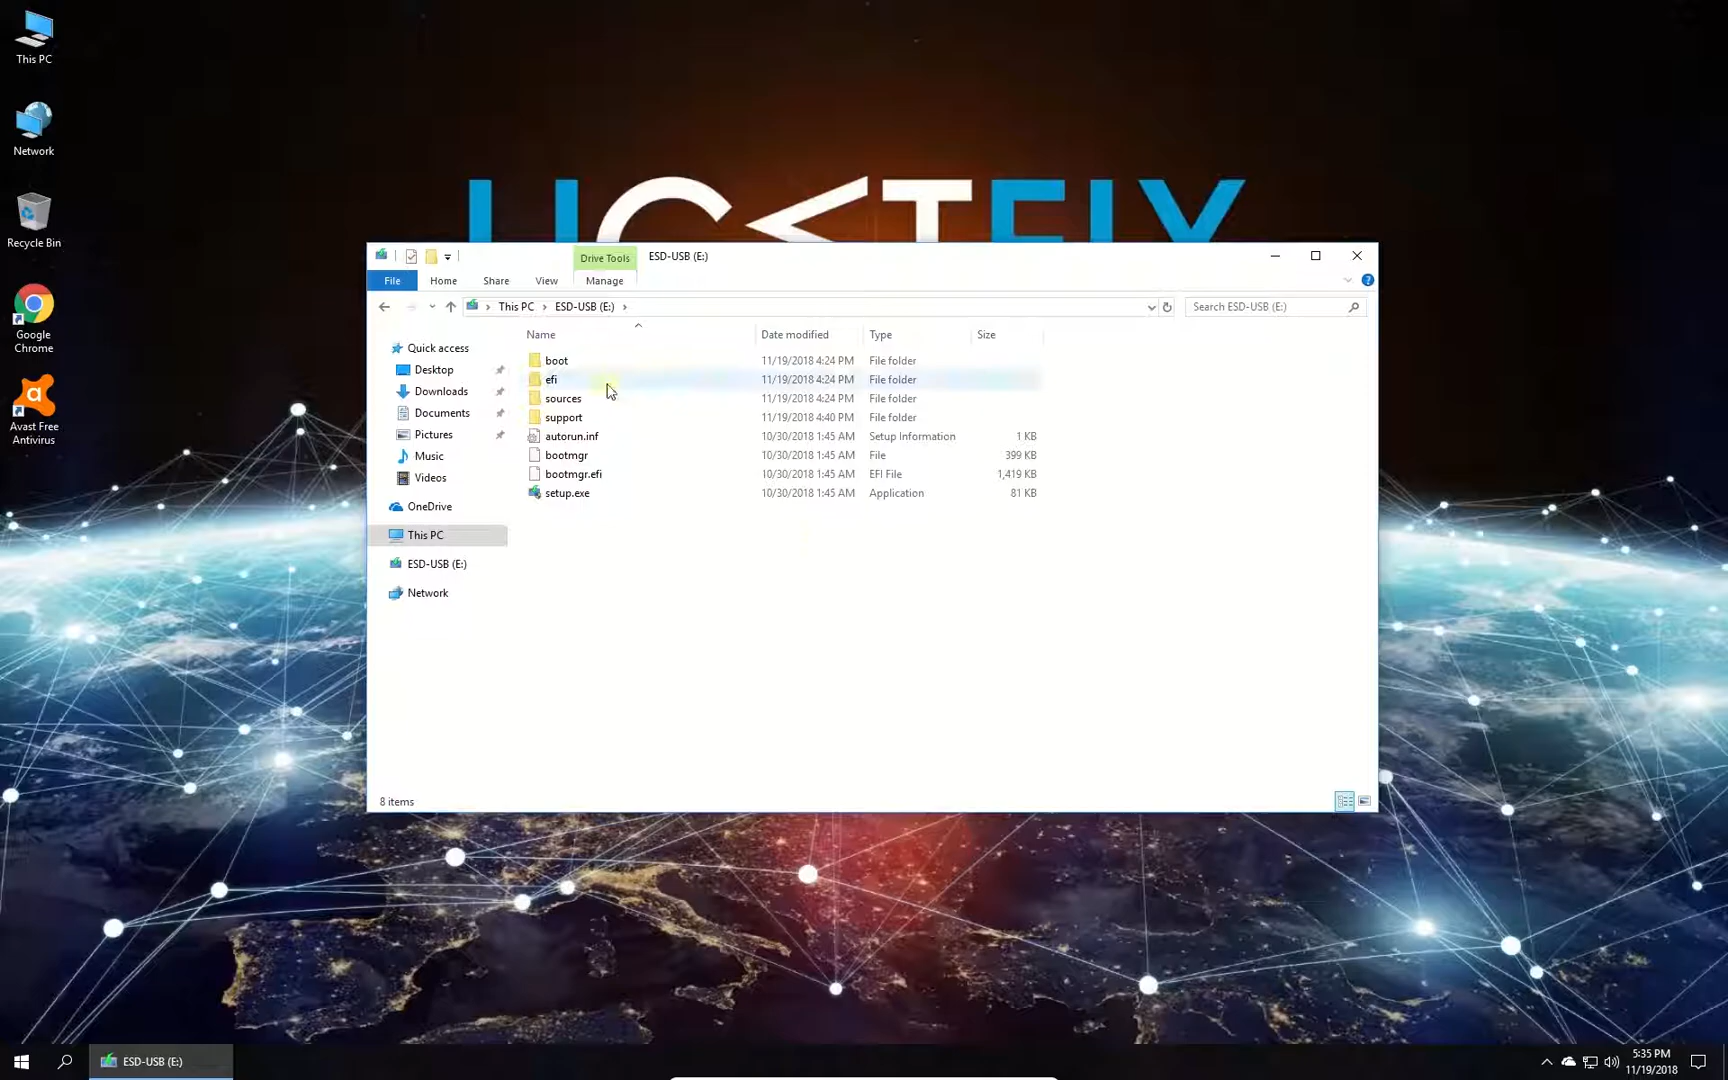 This PC
Network
Recycle Bin
Google
Chrome
Avast Free
Antivirus
Drive Tools
ESD-USB (E:)
File
Home
Share
View
Manage
This PC
ESD-USB (E:)
Search ESD-USB (E:)
Name
Date modified
Type
Size
Quick access
Desktop
Downloads
Documents
Pictures
Music
Videos
OneDrive
This PC
ESD-USB (E:)
Network
boot 11/19/2018 4:24 PM File folder
efi 11/19/2018 4:24 PM File folder
sources 11/19/2018 4:24 PM File folder
support 11/19/2018 4:40 PM File folder
autorun.inf 10/30/2018 1:45 AM Setup Information 1 KB
bootmgr 10/30/2018 1:45 AM File 399 KB
bootmgr.efi 10/30/2018 1:45 AM EFI File 1,419 KB
setup.exe 10/30/2018 1:45 AM Application 81 KB
8 items
ESD-USB (E:)
5:35 PM
11/19/2018